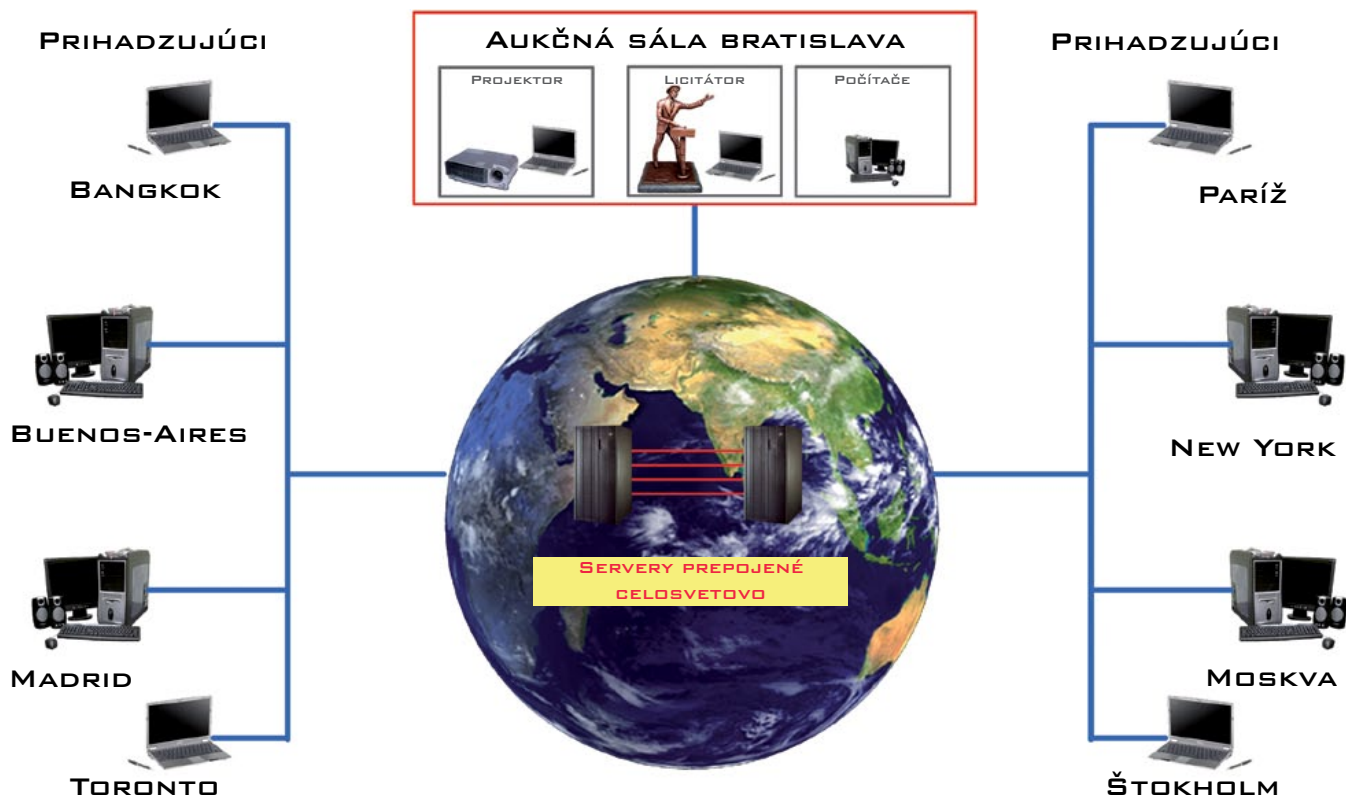 Prihadzujúci
Aukčná sála Bratislava
Prihadzujúci
Projektor
Licitátor
Počítače
Bangkok
Paríž
Buenos-Aires
New York
Servery prepojené
celosvetovo
Madrid
Moskva
Toronto
Štokholm